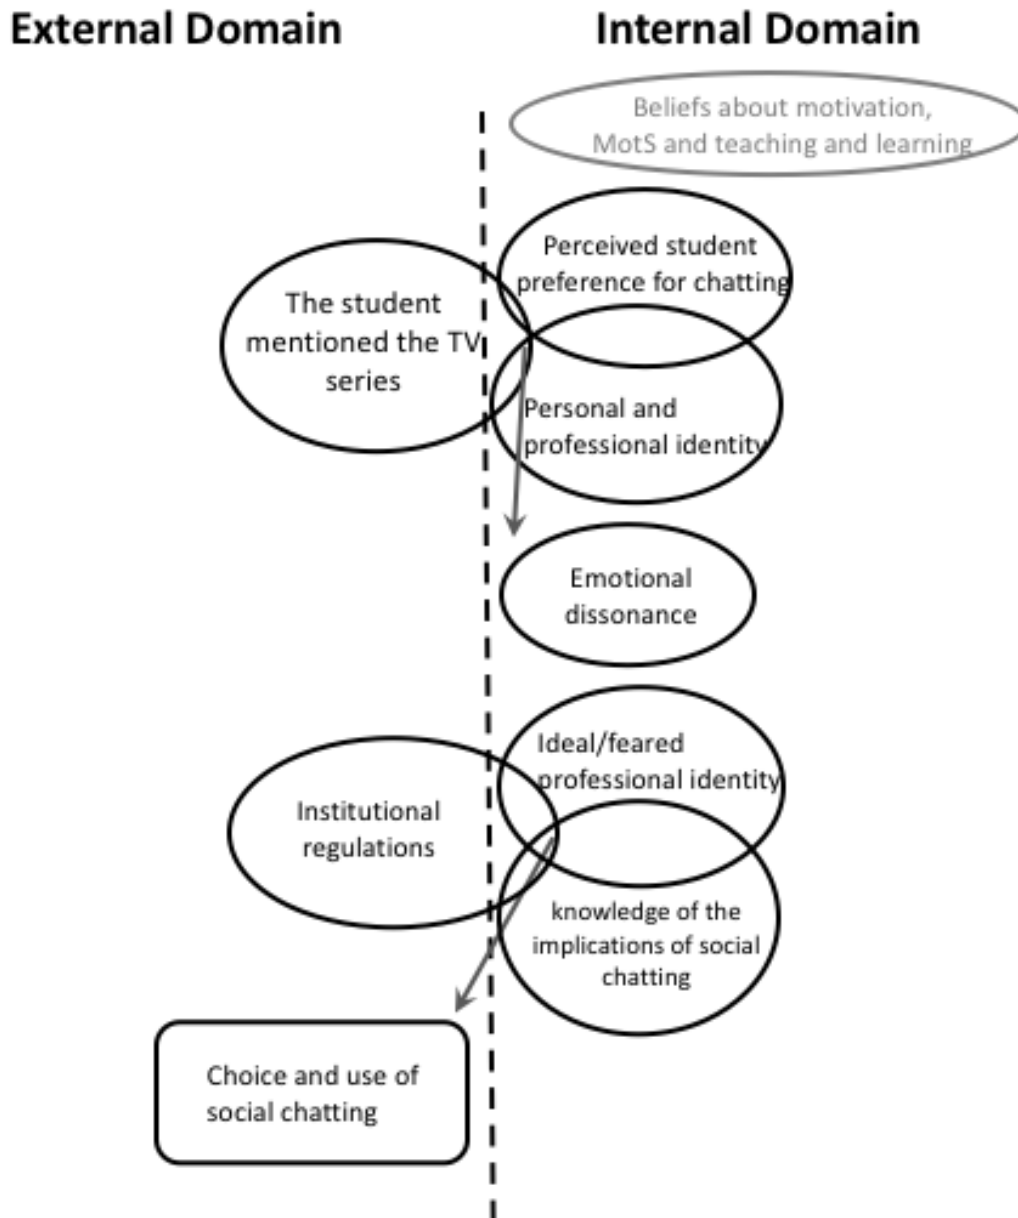 External Domain
Internal Domain
Beliefs about motivation,
MotS and teaching and learning
Perceived student
preference for chatting
The student
mentioned the TV
series
Personal and
professional identity
Emotional
dissonance
Ideal/feared
professional identity
Institutional
regulations
knowledge of the
implications of social
chatting
Choice and use of
social chatting